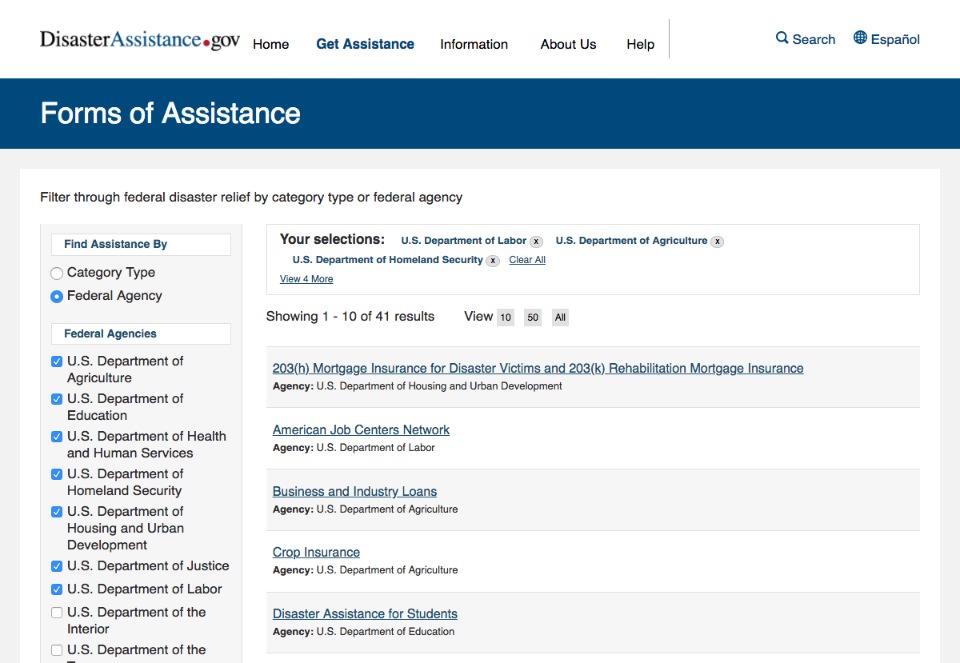 DisasterAssistance.gov
Home
Get Assistance
Information
About Us
Help
Search
Español
Forms of Assistance
Filter through federal disaster relief by category type or federal agency
Find Assistance By
Category Type
Federal Agency
Federal Agencies
U.S. Department of
Agriculture
U.S. Department of
Education
U.S. Department of Health
and Human Services
U.S. Department of
Homeland Security
U.S. Department of
Housing and Urban
Development
U.S. Department of Justice
U.S. Department of Labor
U.S. Department of the
Interior
U.S. Department of the
Your selections: U.S. Department of Labor x U.S. Department of Agriculture x
U.S. Department of Homeland Security x Clear All
View 4 More
Showing 1 - 10 of 41 results View 10 50 All
203(h) Mortgage Insurance for Disaster Victims and 203(k) Rehabilitation Mortgage Insurance
Agency: U.S. Department of Housing and Urban Development
American Job Centers Network
Agency: U.S. Department of Labor
Business and Industry Loans
Agency: U.S. Department of Agriculture
Crop Insurance
Agency: U.S. Department of Agriculture
Disaster Assistance for Students
Agency: U.S. Department of Education